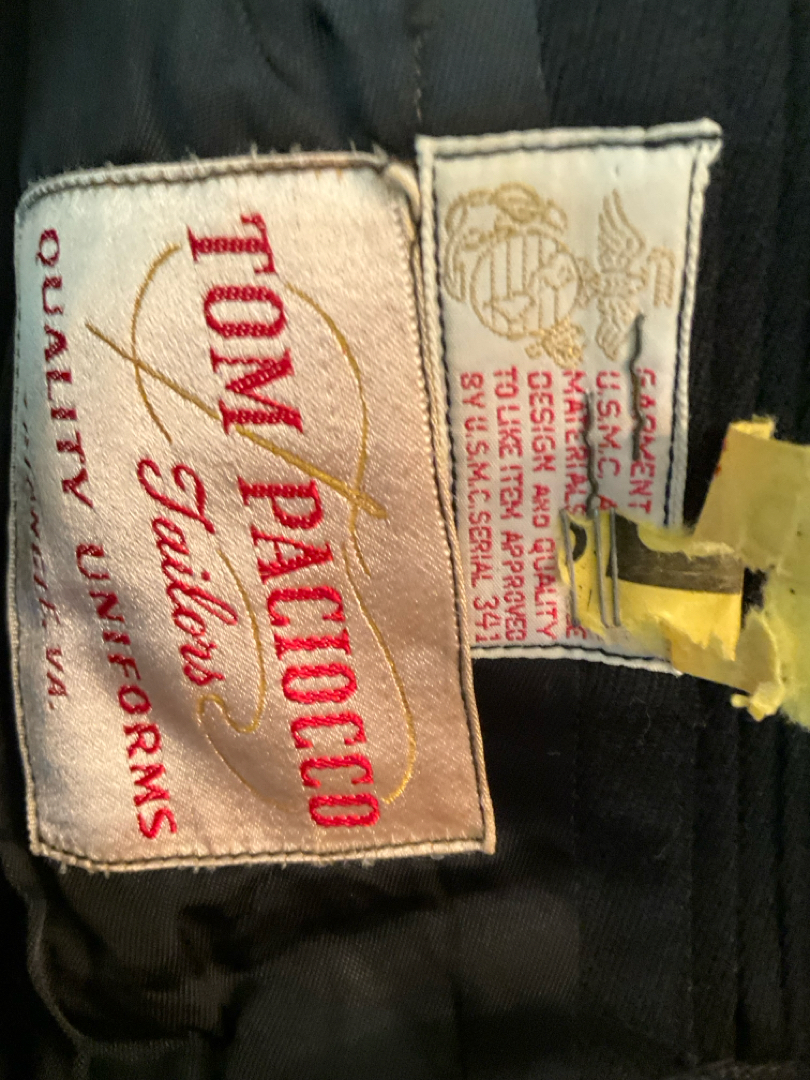 TOM PACIOCCO
Tailors
QUALITY UNIFORMS
VA.
GARMENT
U.S.M.C. A
MATERIALS
DESIGN AND QUALITY
TO LIKE ITEM APPROVED
BY U.S.M.C. SERIAL 341